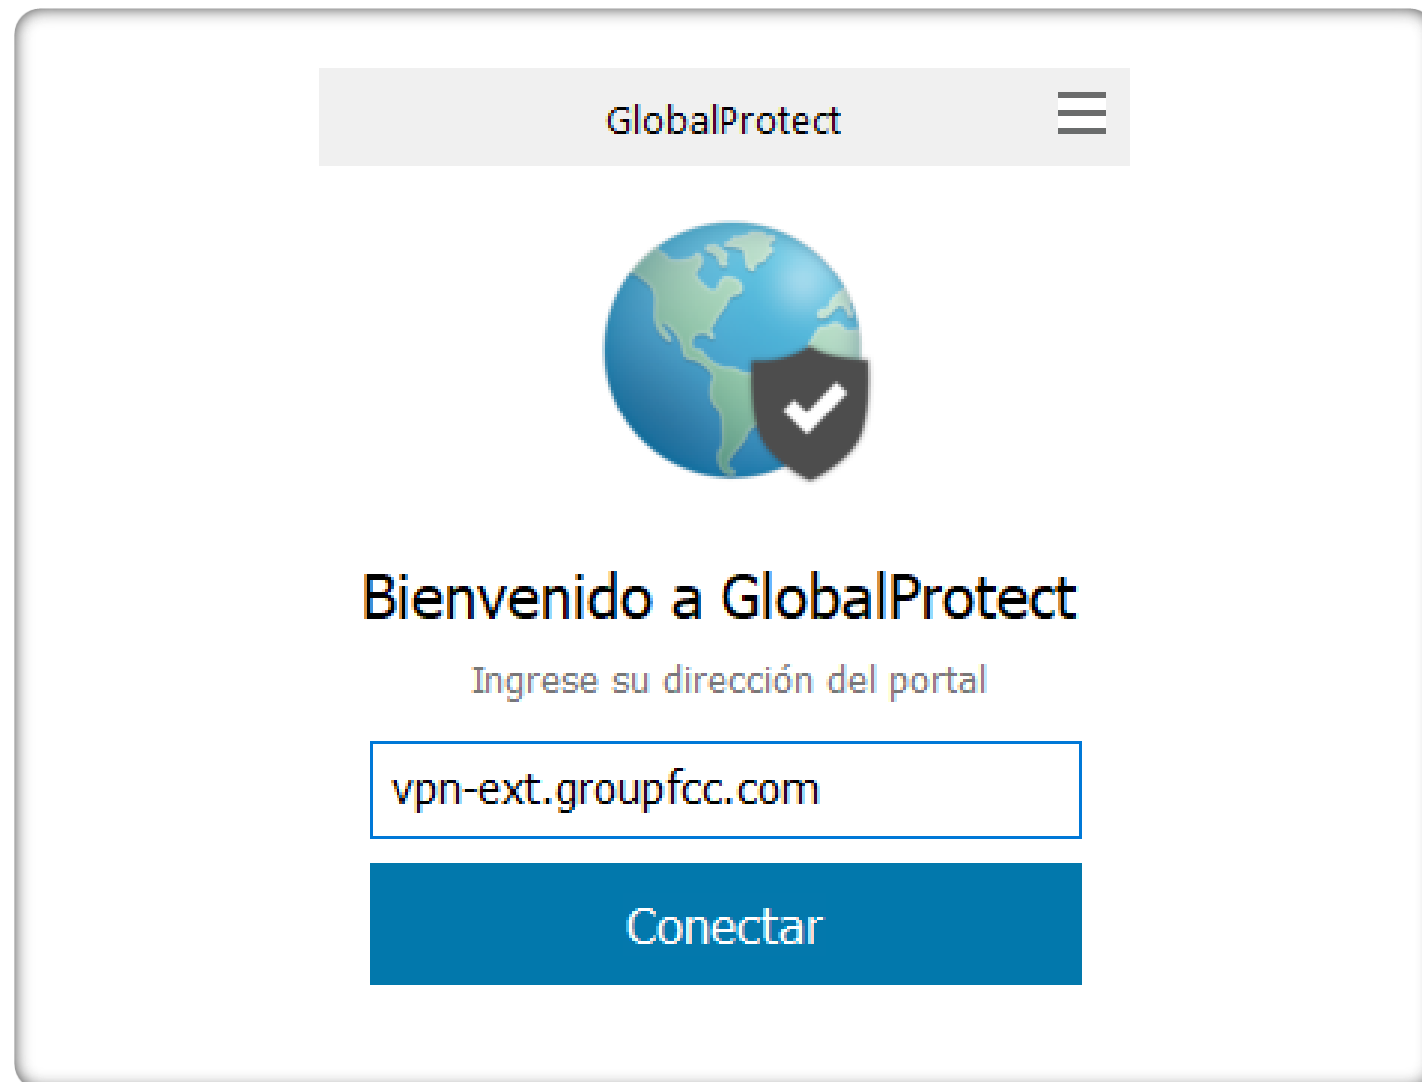 GlobalProtect
Bienvenido a GlobalProtect
Ingrese su dirección del portal
vpn-ext.groupfcc.com
Conectar